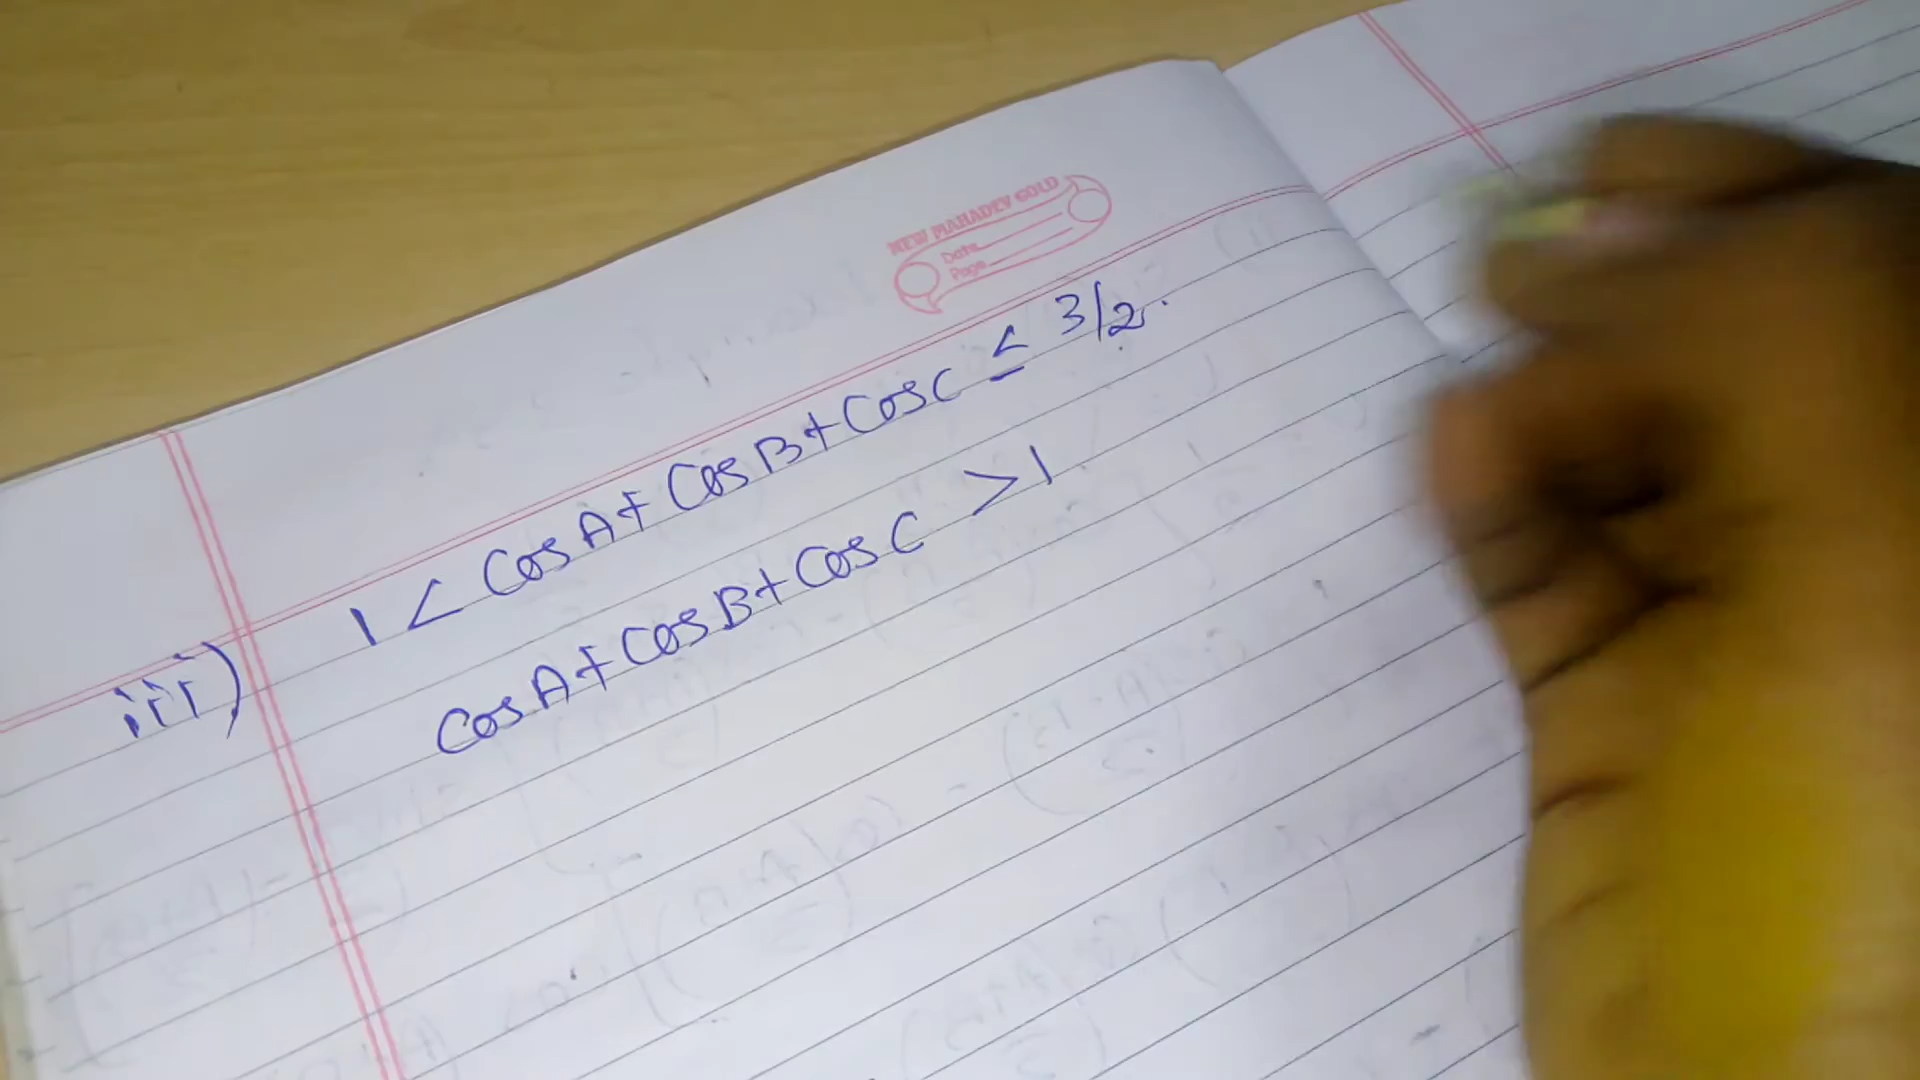 NEW MAHADEV GOLD
Date
Page
iii) 1 < cos A + cos B + cos C ≤ 3/2.
cos A + cos B + cos C > 1